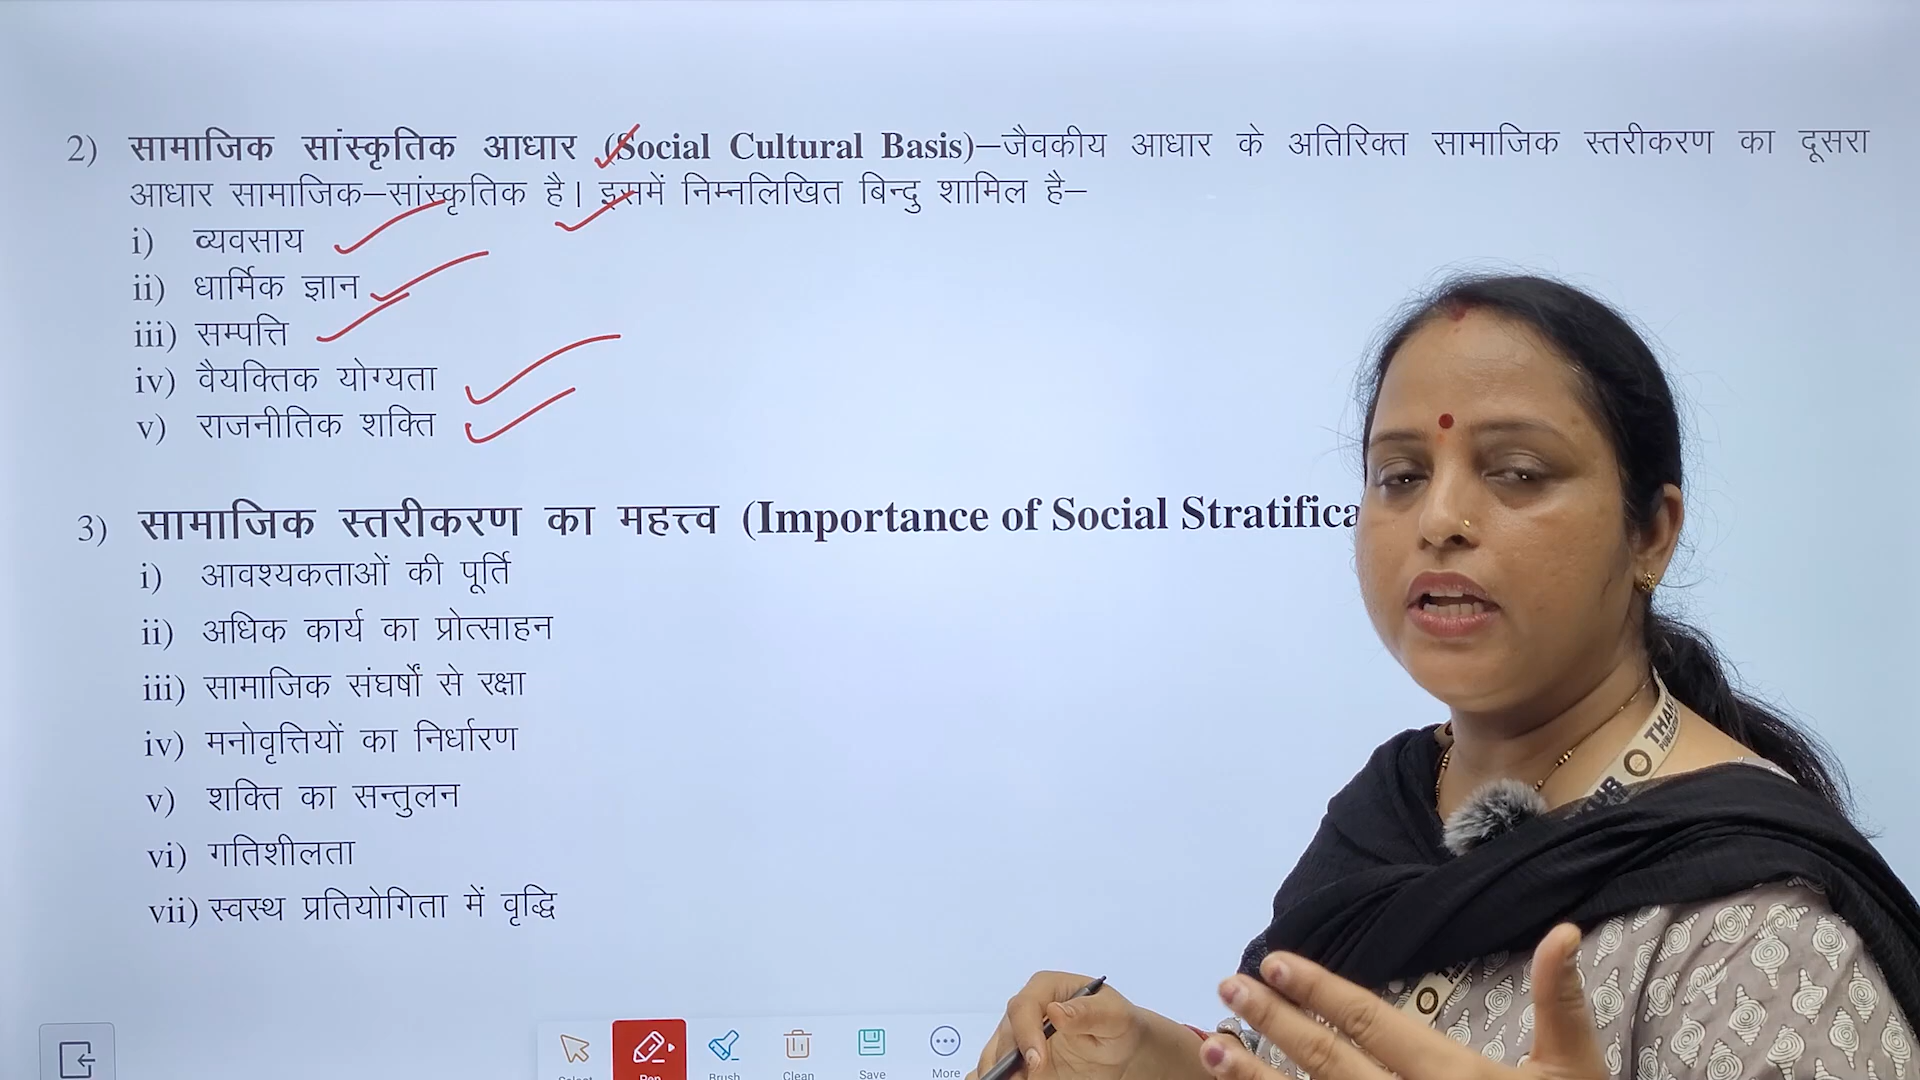 2) सामाजिक सांस्कृतिक आधार (Social Cultural Basis)–जैवकीय आधार के अतिरिक्त सामाजिक स्तरीकरण का दूसरा
आधार सामाजिक–सांस्कृतिक है। इसमें निम्नलिखित बिन्दु शामिल है–
i) व्यवसाय
ii) धार्मिक ज्ञान
iii) सम्पत्ति
iv) वैयक्तिक योग्यता
v) राजनीतिक शक्ति
3) सामाजिक स्तरीकरण का महत्त्व (Importance of Social Stratifica
i) आवश्यकताओं की पूर्ति
ii) अधिक कार्य का प्रोत्साहन
iii) सामाजिक संघर्षों से रक्षा
iv) मनोवृत्तियों का निर्धारण
v) शक्ति का सन्तुलन
vi) गतिशीलता
vii) स्वस्थ प्रतियोगिता में वृद्धि
Select Pen Brush Clean Save More